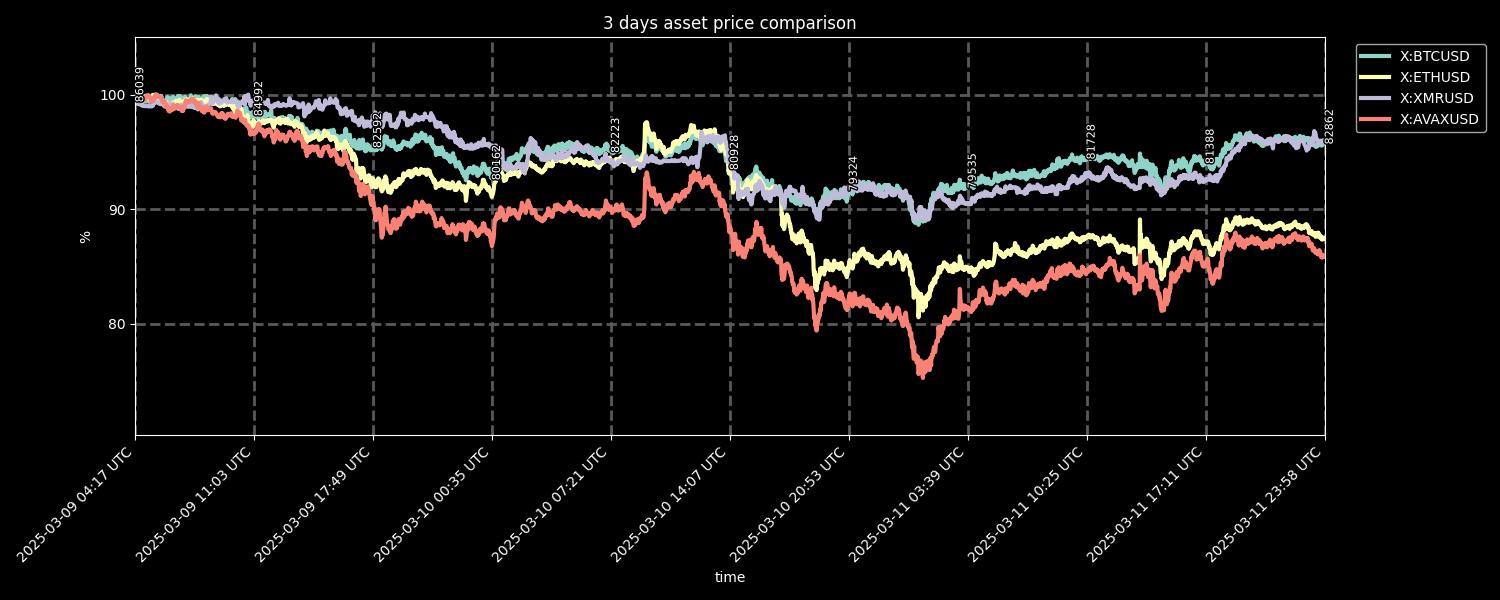 3 days asset price comparison
X:BTCUSD
X:ETHUSD
X:XMRUSD
X:AVAXUSD
100
90
80
%
86039
84992
82592
80162
82223
80928
79324
79535
81728
81388
82862
2025-03-09 04:17 UTC
2025-03-09 11:03 UTC
2025-03-09 17:49 UTC
2025-03-10 00:35 UTC
2025-03-10 07:21 UTC
2025-03-10 14:07 UTC
2025-03-10 20:53 UTC
2025-03-11 03:39 UTC
2025-03-11 10:25 UTC
2025-03-11 17:11 UTC
2025-03-11 23:58 UTC
time